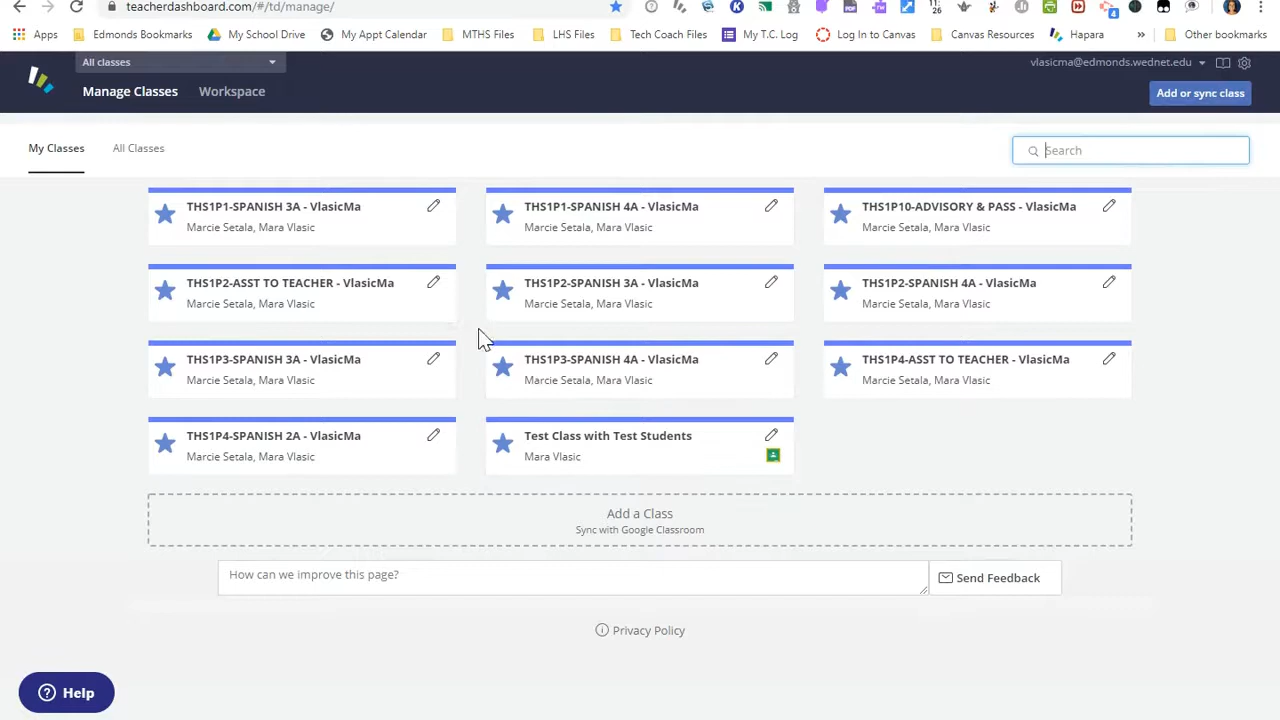 teacherdashboard.com/#/td/manage/
11
26
4
Apps Edmonds Bookmarks My School Drive My Appt Calendar MTHS Files LHS Files Tech Coach Files My T.C. Log Log In to Canvas Canvas Resources Hapara » Other bookmarks
All classes
vlasicma@edmonds.wednet.edu
Manage Classes Workspace
Add or sync class
My Classes All Classes
Search
THS1P1-SPANISH 3A - VlasicMa
Marcie Setala, Mara Vlasic
THS1P1-SPANISH 4A - VlasicMa
Marcie Setala, Mara Vlasic
THS1P10-ADVISORY & PASS - VlasicMa
Marcie Setala, Mara Vlasic
THS1P2-ASST TO TEACHER - VlasicMa
Marcie Setala, Mara Vlasic
THS1P2-SPANISH 3A - VlasicMa
Marcie Setala, Mara Vlasic
THS1P2-SPANISH 4A - VlasicMa
Marcie Setala, Mara Vlasic
THS1P3-SPANISH 3A - VlasicMa
Marcie Setala, Mara Vlasic
THS1P3-SPANISH 4A - VlasicMa
Marcie Setala, Mara Vlasic
THS1P4-ASST TO TEACHER - VlasicMa
Marcie Setala, Mara Vlasic
THS1P4-SPANISH 2A - VlasicMa
Marcie Setala, Mara Vlasic
Test Class with Test Students
Mara Vlasic
Add a Class
Sync with Google Classroom
How can we improve this page?
Send Feedback
Privacy Policy
Help